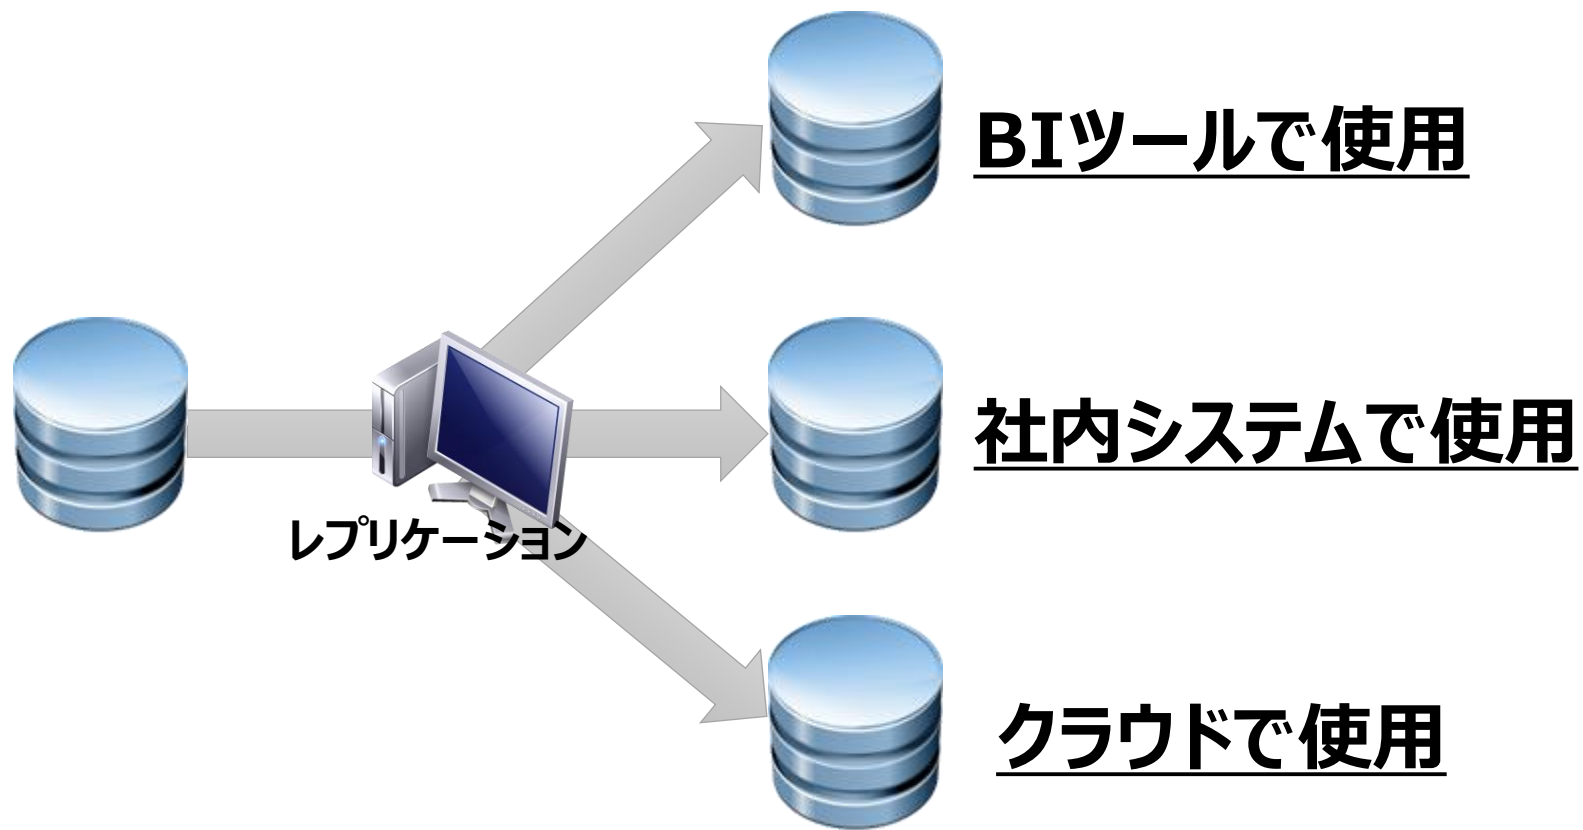 BIツールで使用
社内システムで使用
レプリケーション
クラウドで使用